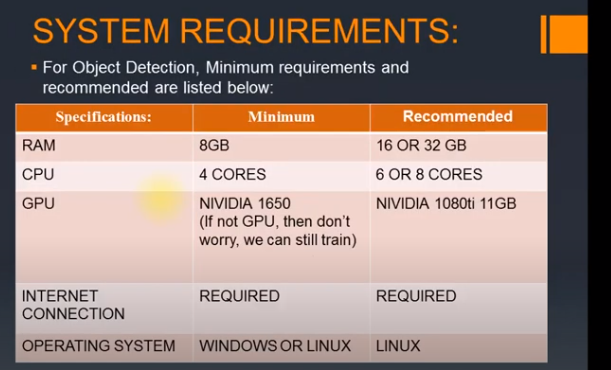 SYSTEM REQUIREMENTS:
▪ For Object Detection, Minimum requirements and
recommended are listed below:
Specifications: Minimum Recommended
RAM 8GB 16 OR 32 GB
CPU 4 CORES 6 OR 8 CORES
GPU NIVIDIA 1650 NIVIDIA 1080ti 11GB
(If not GPU, then don't
worry, we can still train)
INTERNET REQUIRED REQUIRED
CONNECTION
OPERATING SYSTEM WINDOWS OR LINUX LINUX